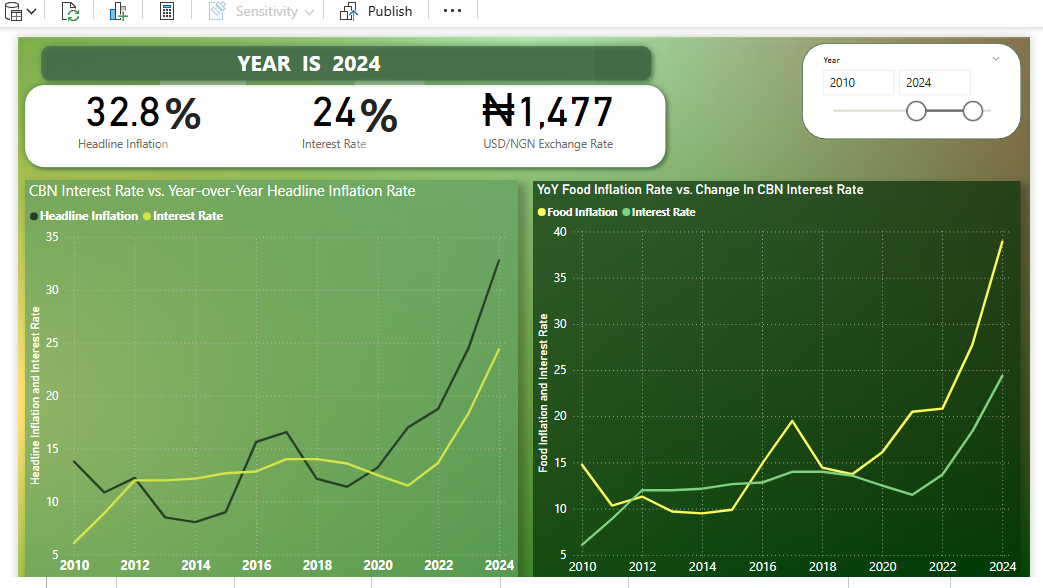 Sensitivity
Publish
YEAR IS 2024
32.8%
Headline Inflation
24%
Interest Rate
₦1,477
USD/NGN Exchange Rate
Year
2010
2024
CBN Interest Rate vs. Year-over-Year Headline Inflation Rate
Headline Inflation Interest Rate
Headline Inflation and Interest Rate
35
30
25
20
15
10
5
2010 2012 2014 2016 2018 2020 2022 2024
YoY Food Inflation Rate vs. Change In CBN Interest Rate
Food Inflation Interest Rate
Food Inflation and Interest Rate
40
35
30
25
20
15
10
5
2010 2012 2014 2016 2018 2020 2022 2024